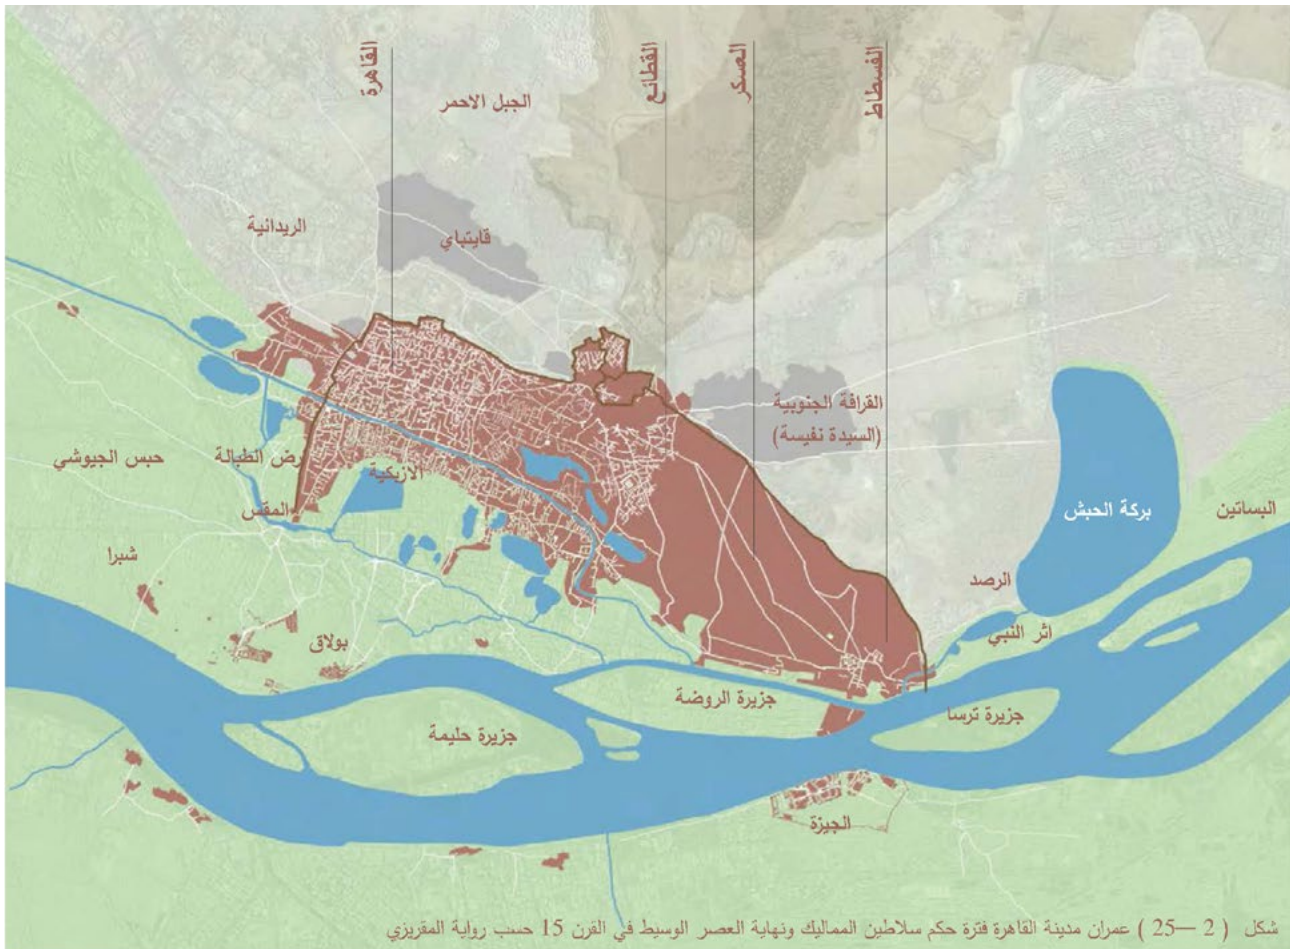 القاهرة
القطائع
العسكر
الفسطاط
الجبل الاحمر
الريدانية
قايتباي
القرافة الجنوبية
(السيدة نفيسة)
حبس الجيوشي
رض الطبالة
الازبكية
المقس
بركة الحبش
البساتين
شبرا
الرصد
اثر النبي
بولاق
جزيرة الروضة
جزيرة ترسا
جزيرة حليمة
الجيزة
شكل ( 2 —25 ) عمران مدينة القاهرة فترة حكم سلاطين المماليك ونهاية العصر الوسيط في القرن 15 حسب رواية المقريزي